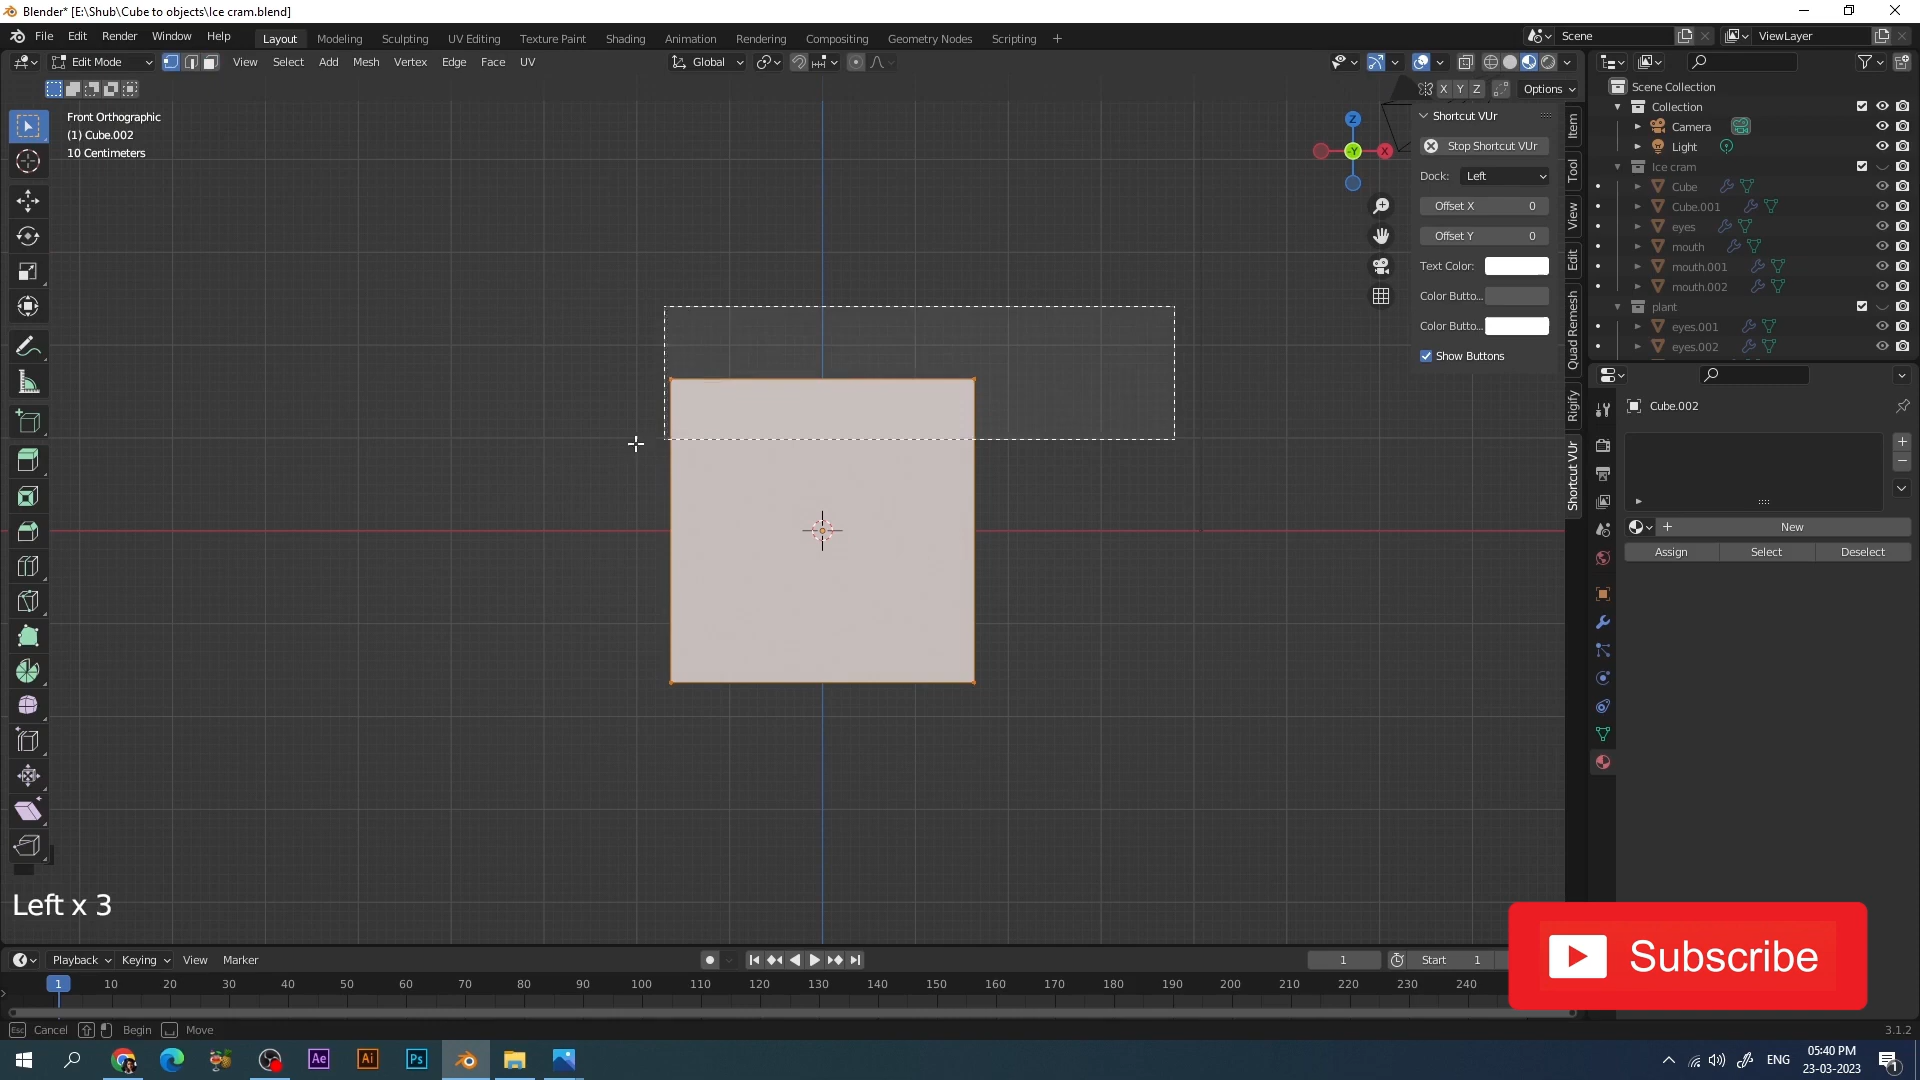 Blender* [E:\Shub\Cube to objects\Ice cram.blend]
File Edit Render Window Help Layout Modeling Sculpting UV Editing Texture Paint Shading Animation Rendering Compositing Geometry Nodes Scripting + Scene ViewLayer
Edit Mode View Select Add Mesh Vertex Edge Face UV Global
X Y Z Options
Front Orthographic
(1) Cube.002
10 Centimeters
Z
-Y X
Shortcut VUr
Stop Shortcut VUr
Dock: Left
Offset X 0
Offset Y 0
Text Color:
Color Butto...
Color Butto...
Show Buttons
Item
Tool
View
Edit
Quad Remesh
Rigify
Shortcut VUr
Scene Collection
Collection
Camera
Light
Ice cram
Cube
Cube.001
eyes
mouth
mouth.001
mouth.002
plant
eyes.001
eyes.002
Cube.002
New
Assign Select Deselect
Left x 3
Playback Keying View Marker 1 Start 1
1 10 20 30 40 50 60 70 80 90 100 110 120 130 140 150 160 170 180 190 200 210 220 230 240
Subscribe
Esc Cancel Begin Move 3.1.2
Ae Ai Ps ENG 05:40 PM
23-03-2023 1